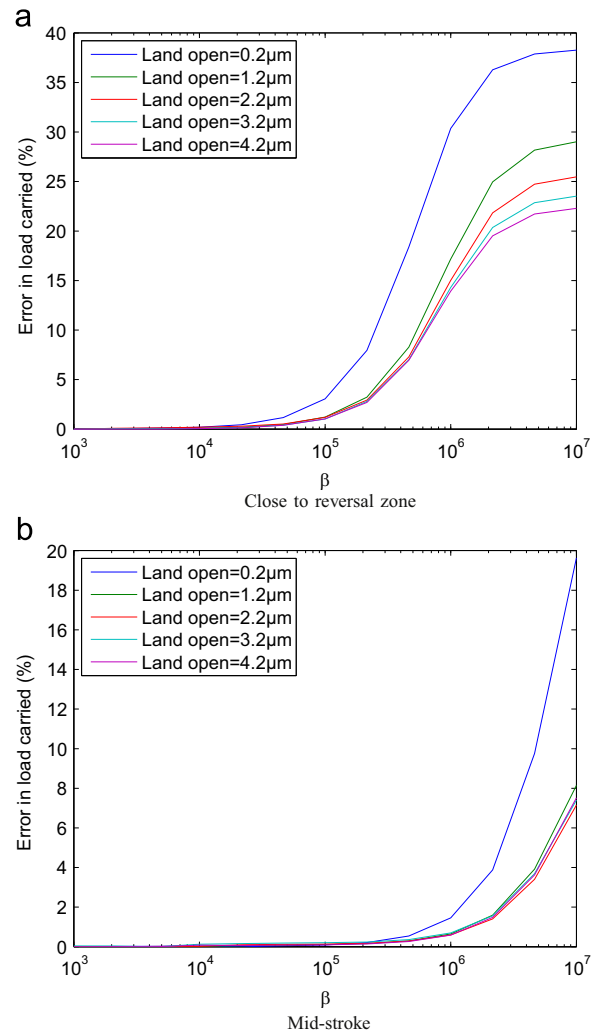 a
40
35
30
25
20
15
10
5
0
Error in load carried (%)
Land open=0.2μm
Land open=1.2μm
Land open=2.2μm
Land open=3.2μm
Land open=4.2μm
10³ 10⁴ 10⁵ 10⁶ 10⁷
β
Close to reversal zone
b
20
18
16
14
12
10
8
6
4
2
0
Error in load carried (%)
Land open=0.2μm
Land open=1.2μm
Land open=2.2μm
Land open=3.2μm
Land open=4.2μm
10³ 10⁴ 10⁵ 10⁶ 10⁷
β
Mid-stroke